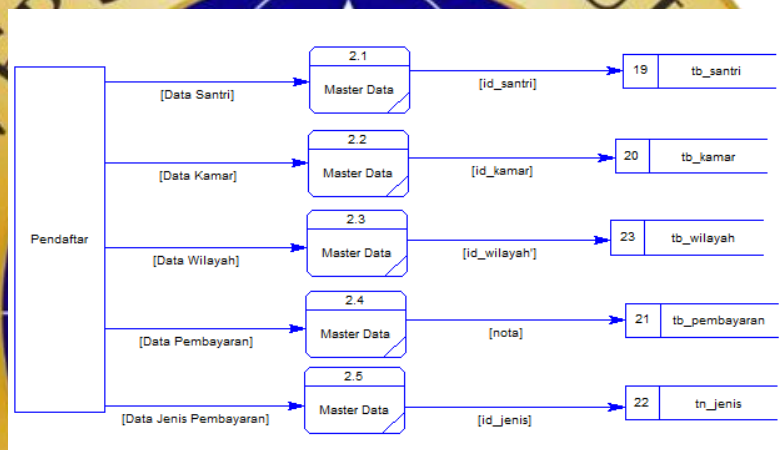 2.1
Master Data
[Data Santri]
[id_santri]
19 tb_santri
2.2
Master Data
[Data Kamar]
[id_kamar]
20 tb_kamar
Pendaftar
2.3
Master Data
[Data Wilayah]
[id_wilayah']
23 tb_wilayah
2.4
Master Data
[Data Pembayaran]
[nota]
21 tb_pembayaran
2.5
Master Data
[Data Jenis Pembayaran]
[id_jenis]
22 tn_jenis